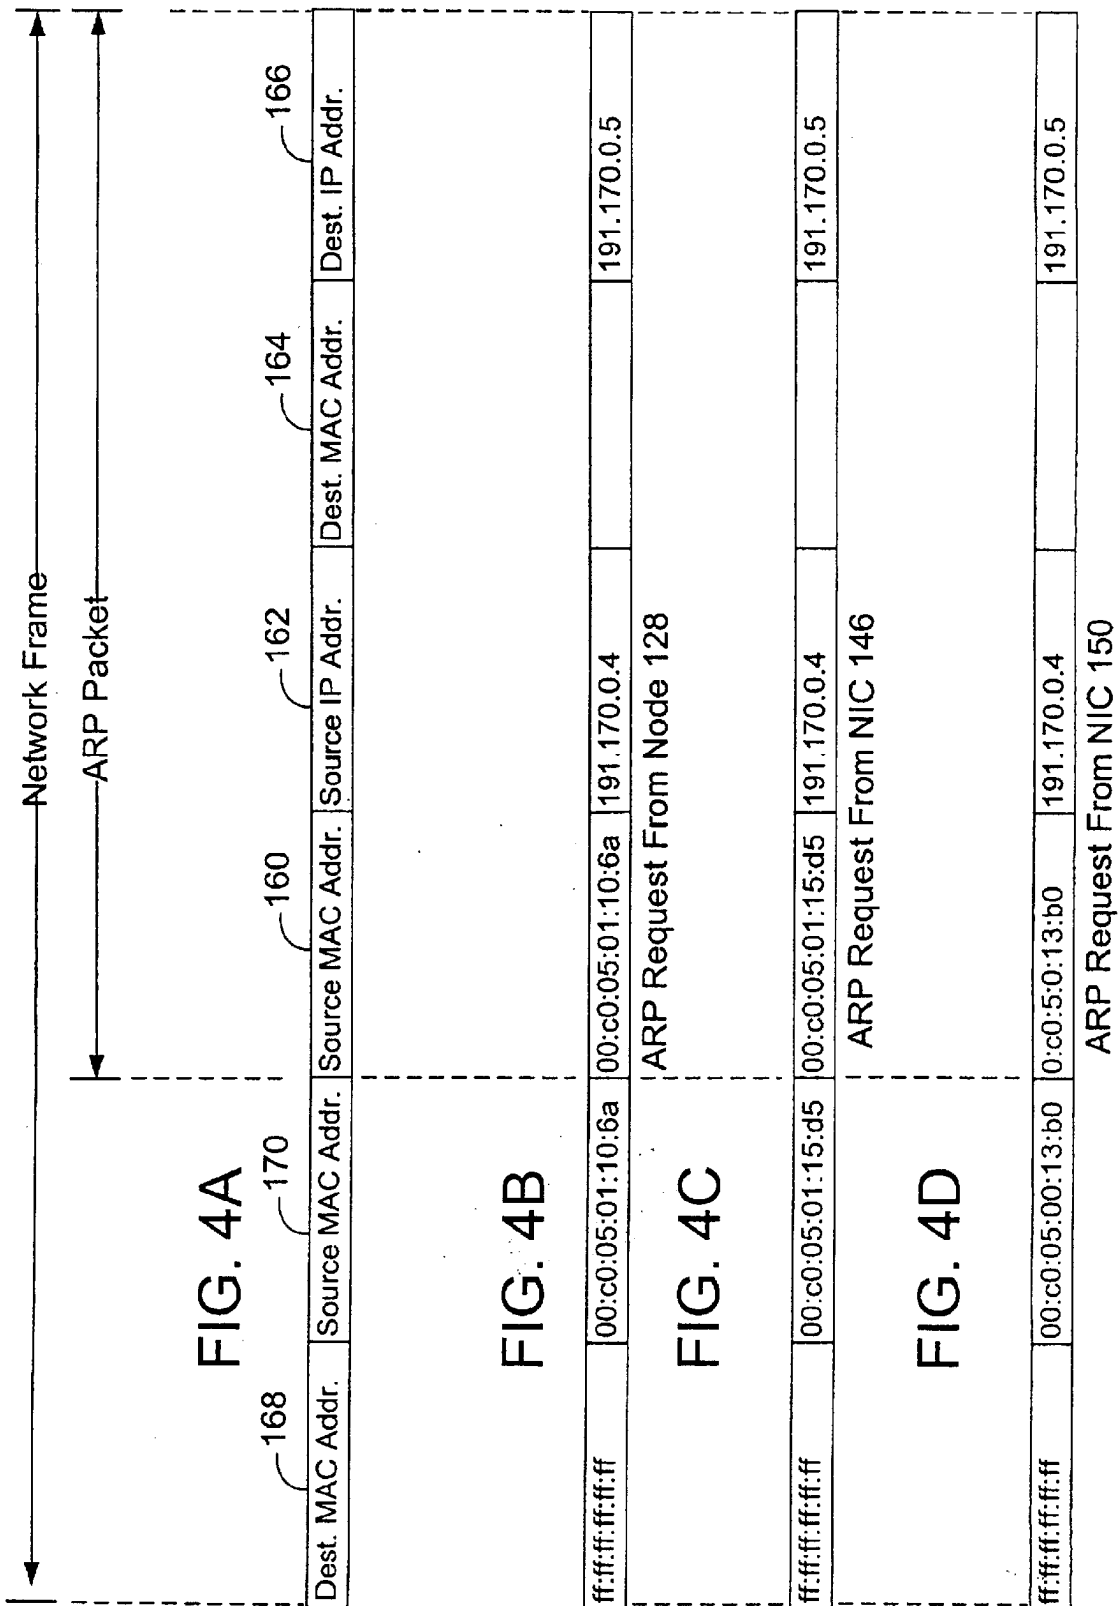 Network Frame
ARP Packet
FIG. 4A
168
170
160
162
164
166
Dest. MAC Addr. Source MAC Addr. Source MAC Addr. Source IP Addr. Dest. MAC Addr. Dest. IP Addr.
FIG. 4B
ff:ff:ff:ff:ff:ff 00:c0:05:01:10:6a 00:c0:05:01:10:6a 191.170.0.4 191.170.0.5
ARP Request From Node 128
FIG. 4C
ff:ff:ff:ff:ff:ff 00:c0:05:01:15:d5 00:c0:05:01:15:d5 191.170.0.4 191.170.0.5
ARP Request From NIC 146
FIG. 4D
ff:ff:ff:ff:ff:ff 00:c0:05:00:13:b0 0:c0:5:0:13:b0 191.170.0.4 191.170.0.5
ARP Request From NIC 150